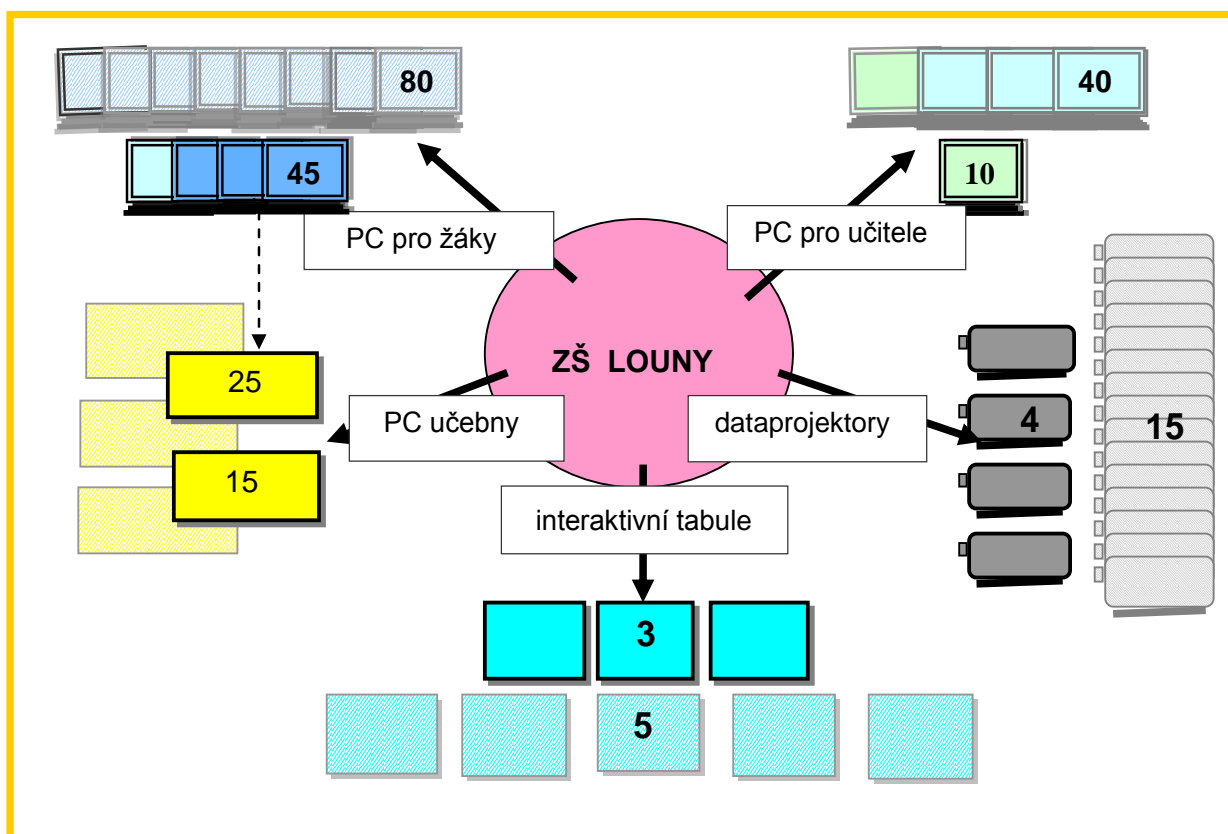 80
40
45
10
PC pro žáky
PC pro učitele
ZŠ LOUNY
25
PC učebny
dataprojektory
4
15
15
interaktivní tabule
3
5